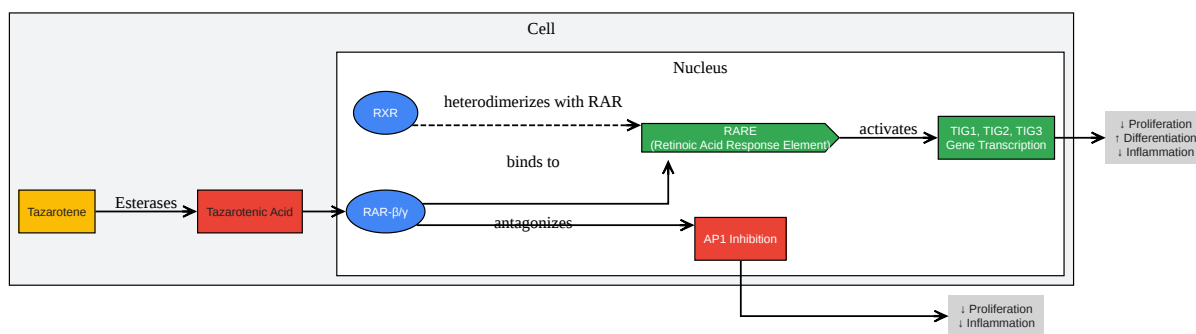 Cell
Nucleus
RXR
heterodimerizes with RAR
RARE
(Retinoic Acid Response Element)
activates
TIG1, TIG2, TIG3
Gene Transcription
↓ Proliferation
↑ Differentiation
↓ Inflammation
binds to
Tazarotene
Esterases
Tazarotenic Acid
RAR-β/γ
antagonizes
AP1 Inhibition
↓ Proliferation
↓ Inflammation